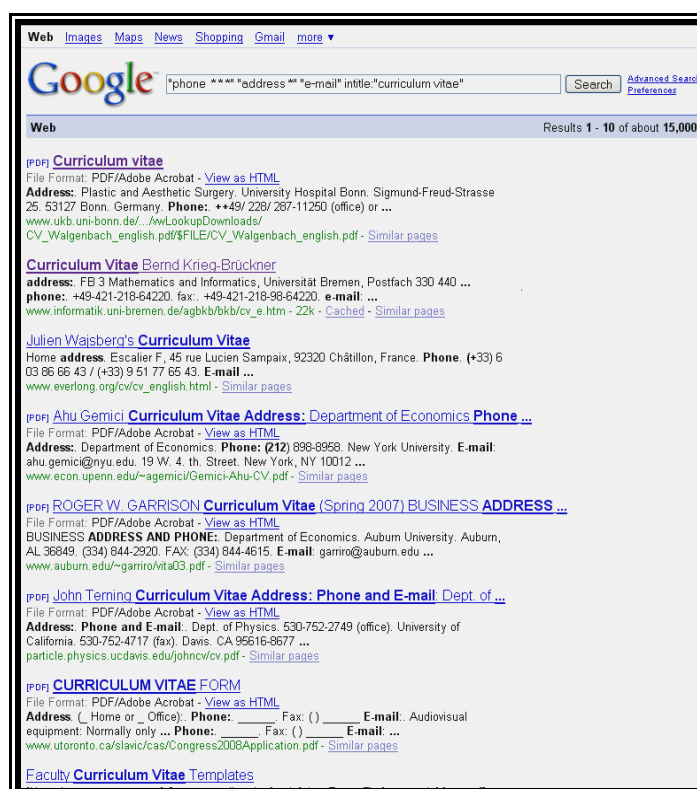 Web Images Maps News Shopping Gmail more ▼
Google "phone * * *" "address *" "e-mail" intitle:"curriculum vitae" Search Advanced Searc
Preferences
Web Results 1 - 10 of about 15,000
[PDF] Curriculum vitae
File Format: PDF/Adobe Acrobat - View as HTML
Address:. Plastic and Aesthetic Surgery. University Hospital Bonn. Sigmund-Freud-Strasse
25. 53127 Bonn. Germany. Phone:. ++49/ 228/ 287-11250 (office) or ...
www.ukb.uni-bonn.de/.../vwLookupDownloads/
CV_Walgenbach_english.pdf/$FILE/CV_Walgenbach_english.pdf - Similar pages
Curriculum Vitae Bernd Krieg-Brückner
address:. FB 3 Mathematics and Informatics, Universität Bremen, Postfach 330 440 ...
phone:. +49-421-218-64220. fax:. +49-421-218-98-64220. e-mail: ...
www.informatik.uni-bremen.de/agbkb/bkb/cv_e.htm - 22k - Cached - Similar pages
Julien Wajsberg's Curriculum Vitae
Home address. Escalier F, 45 rue Lucien Sampaix, 92320 Châtillon, France. Phone. (+33) 6
03 86 66 43 / (+33) 9 51 77 65 43. E-mail ...
www.everlong.org/cv/cv_english.html - Similar pages
[PDF] Ahu Gemici Curriculum Vitae Address: Department of Economics Phone ...
File Format: PDF/Adobe Acrobat - View as HTML
Address:. Department of Economics. Phone: (212) 898-8958. New York University. E-mail:
ahu.gemici@nyu.edu. 19 W. 4. th. Street. New York, NY 10012 ...
www.econ.upenn.edu/~agemici/Gemici-Ahu-CV.pdf - Similar pages
[PDF] ROGER W. GARRISON Curriculum Vitae (Spring 2007) BUSINESS ADDRESS ...
File Format: PDF/Adobe Acrobat - View as HTML
BUSINESS ADDRESS AND PHONE:. Department of Economics. Auburn University. Auburn,
AL 36849. (334) 844-2920. FAX: (334) 844-4615. E-mail: garriro@auburn.edu ...
www.auburn.edu/~garriro/vita03.pdf - Similar pages
[PDF] John Terning Curriculum Vitae Address: Phone and E-mail: Dept. of ...
File Format: PDF/Adobe Acrobat - View as HTML
Address:. Phone and E-mail:. Dept. of Physics. 530-752-2749 (office). University of
California. 530-752-4717 (fax). Davis. CA 95616-8677 ...
particle.physics.ucdavis.edu/johncv/cv.pdf - Similar pages
[PDF] CURRICULUM VITAE FORM
File Format: PDF/Adobe Acrobat - View as HTML
Address. (_ Home or _ Office):. Phone:. ______. Fax: ( ) ______ E-mail:. Audiovisual
equipment: Normally only ... Phone:. ______. Fax: ( ) ______ E-mail: ...
www.utoronto.ca/slavic/cas/Congress2008Application.pdf - Similar pages
Faculty Curriculum Vitae Templates